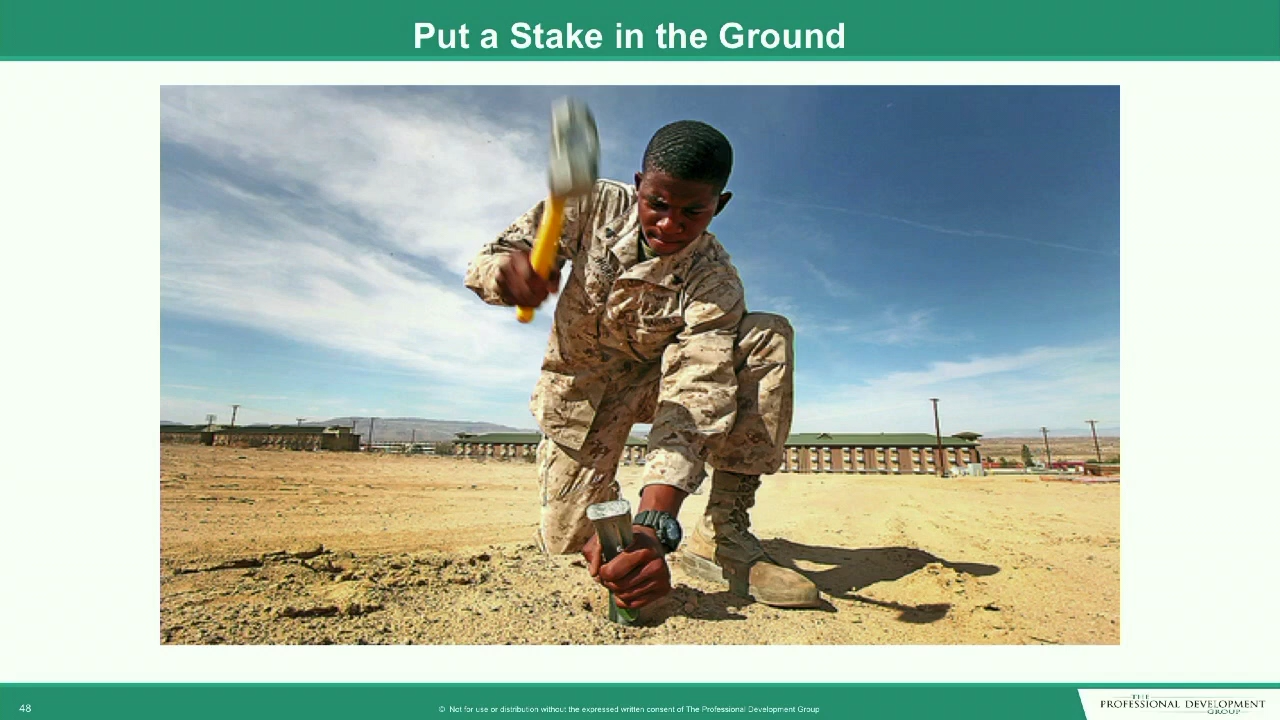 Put a Stake in the Ground
48
© Not for use or distribution without the expressed written consent of The Professional Development Group
THE
PROFESSIONAL DEVELOPMENT
GROUP